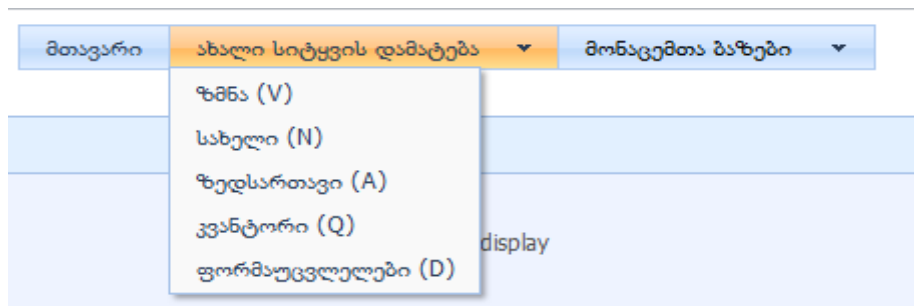 მთავარი ახალი სიტყვის დამატება მონაცემთა ბაზები
ზმნა (V)
სახელი (N)
ზედსართავი (A)
კვანტორი (Q)
display
ფორმაუცვლელები (D)